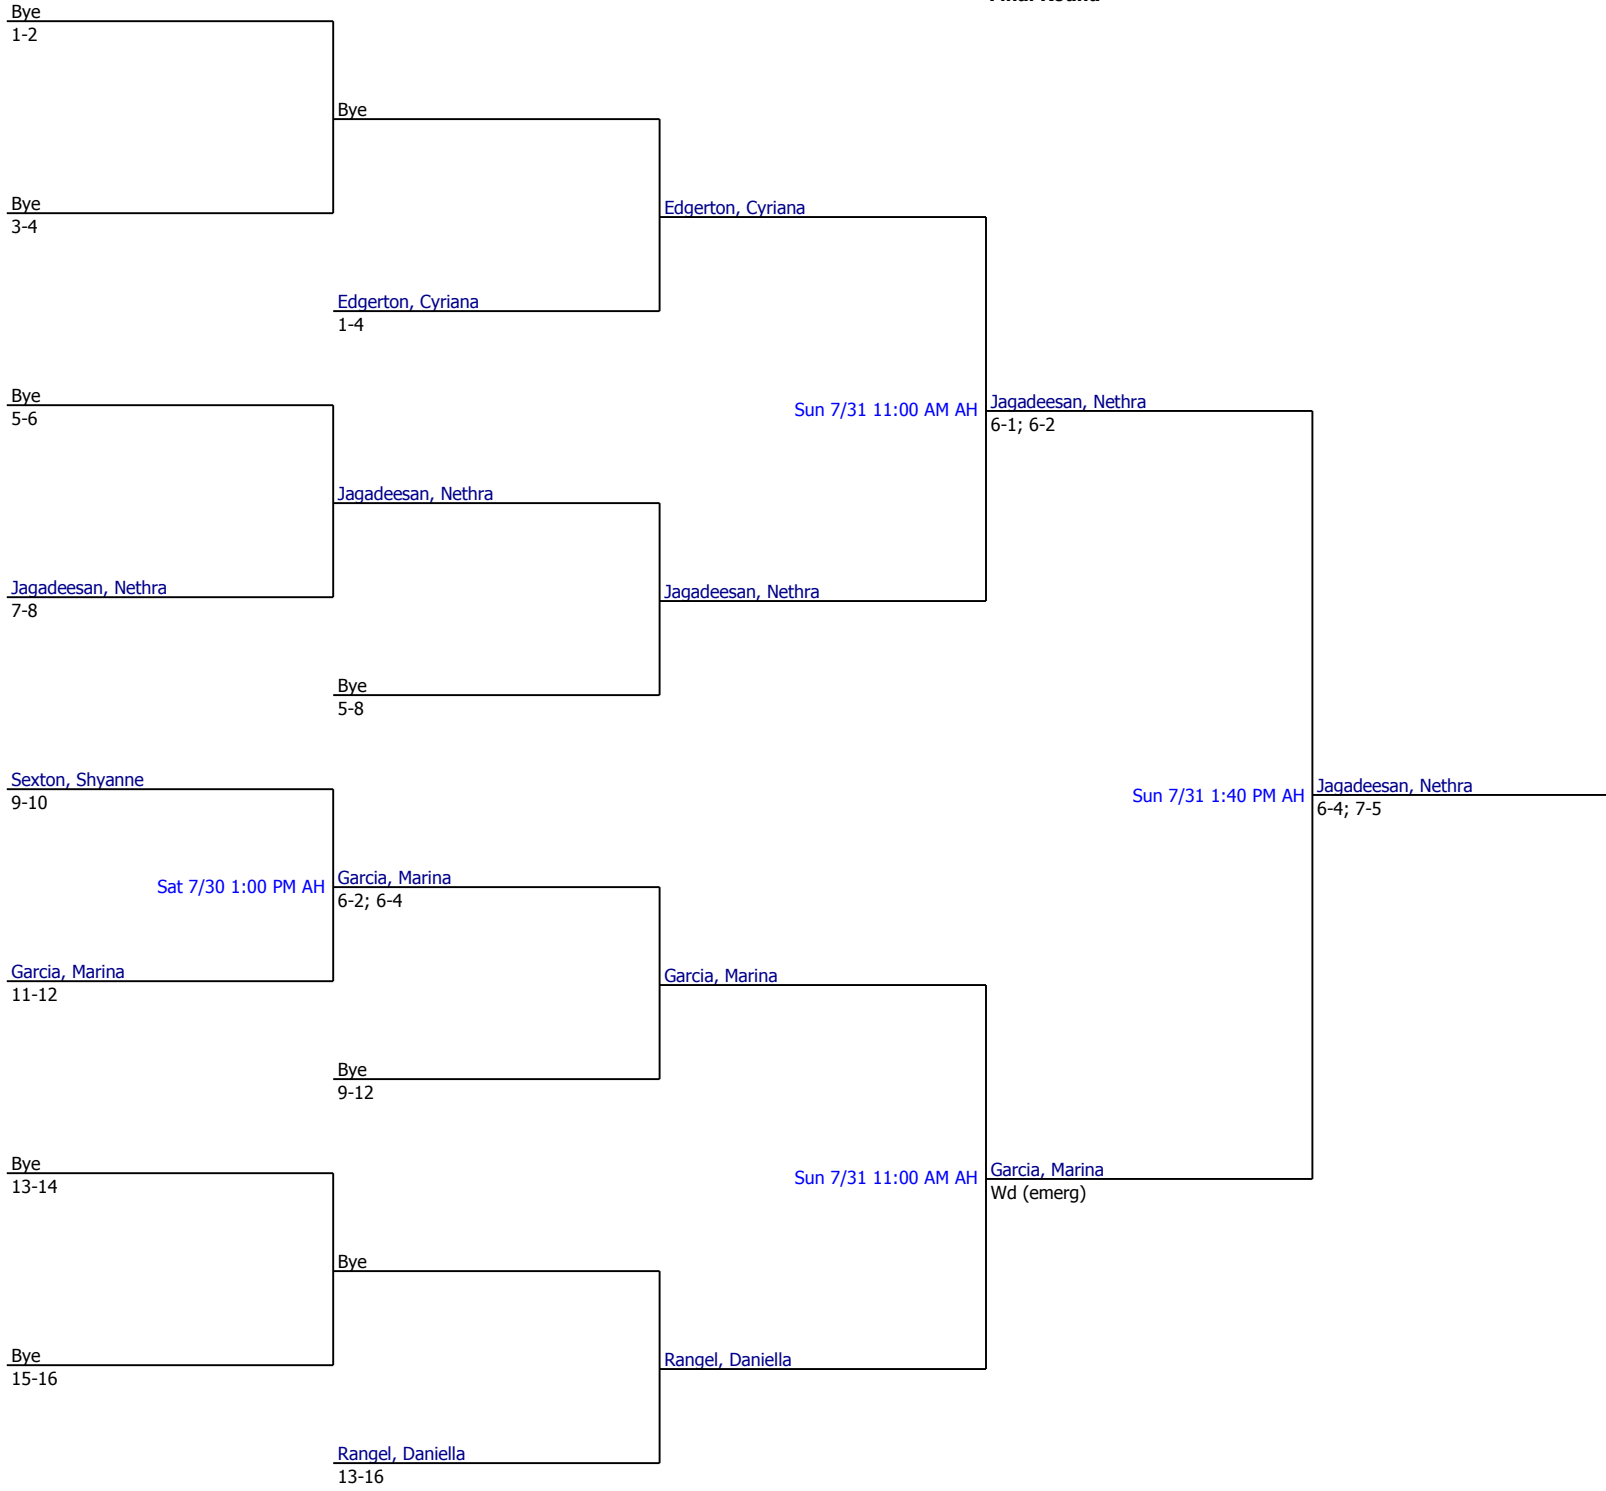 Final Round
Bye
1-2
Bye
Bye
3-4
Edgerton, Cyriana
Edgerton, Cyriana
1-4
Bye
5-6
Sun 7/31 11:00 AM AH
Jagadeesan, Nethra
6-1; 6-2
Jagadeesan, Nethra
Jagadeesan, Nethra
7-8
Jagadeesan, Nethra
Bye
5-8
Sexton, Shyanne
9-10
Sun 7/31 1:40 PM AH
Jagadeesan, Nethra
6-4; 7-5
Sat 7/30 1:00 PM AH
Garcia, Marina
6-2; 6-4
Garcia, Marina
11-12
Garcia, Marina
Bye
9-12
Bye
13-14
Sun 7/31 11:00 AM AH
Garcia, Marina
Wd (emerg)
Bye
Bye
15-16
Rangel, Daniella
Rangel, Daniella
13-16